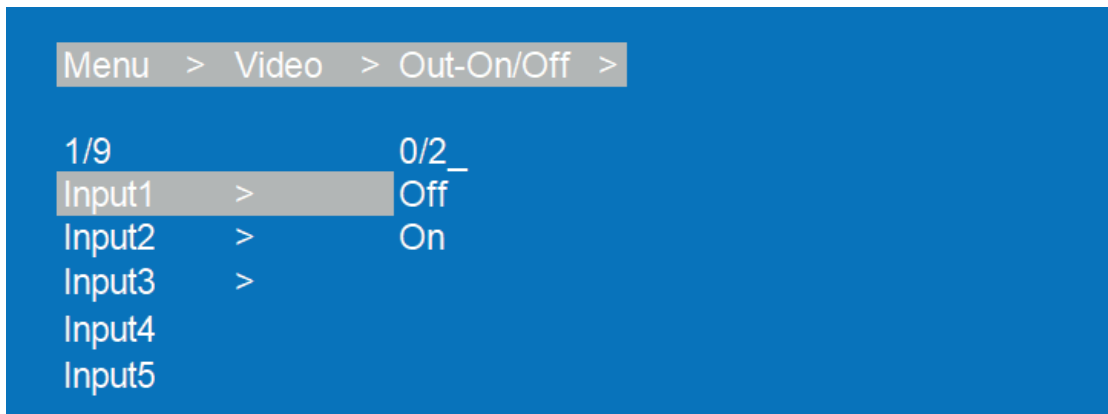 Menu > Video > Out-On/Off >
1/9 0/2_
Input1 > Off
Input2 > On
Input3 >
Input4
Input5